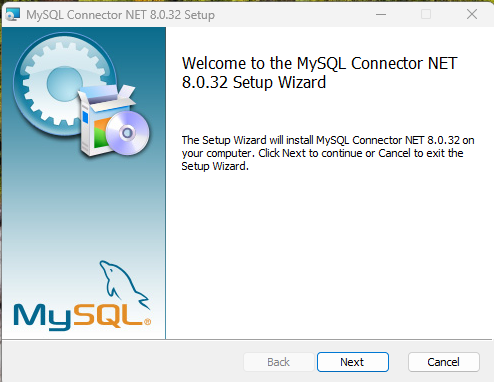 MySQL Connector NET 8.0.32 Setup
Welcome to the MySQL Connector NET
8.0.32 Setup Wizard
The Setup Wizard will install MySQL Connector NET 8.0.32 on
your computer. Click Next to continue or Cancel to exit the
Setup Wizard.
MySQL®
Back Next Cancel